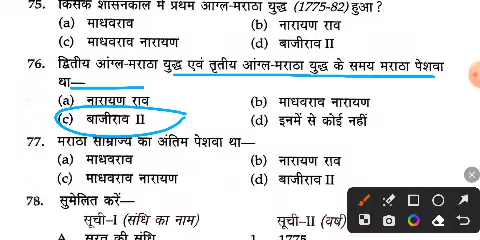 75. किसके शासनकाल में प्रथम आंग्ल-मराठा युद्ध (1775-82) हुआ ?
(a) माधवराव (b) नारायण राव
(c) माधवराव नारायण (d) बाजीराव II
76. द्वितीय आंग्ल-मराठा युद्ध एवं तृतीय आंग्ल-मराठा युद्ध के समय मराठा पेशवा
था—
(a) नारायण राव (b) माधवराव नारायण
(c) बाजीराव II (d) इनमें से कोई नहीं
77. मराठा साम्राज्य का अंतिम पेशवा था—
(a) माधवराव (b) नारायण राव
(c) माधवराव नारायण (d) बाजीराव II
78. सुमेलित करें—
सूची-I (संधि का नाम) सूची-II (वर्ष)
A. सूरत की संधि 1. 1775